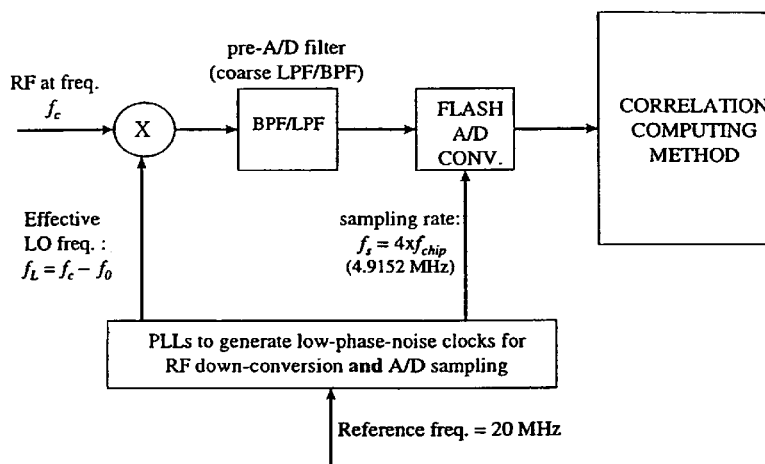 pre-A/D filter
(coarse LPF/BPF)
RF at freq.
f_c
X
BPF/LPF
FLASH
A/D
CONV.
CORRELATION
COMPUTING
METHOD
Effective
LO freq. :
f_L = f_c – f_0
sampling rate:
f_s = 4xf_chip
(4.9152 MHz)
PLLs to generate low-phase-noise clocks for
RF down-conversion and A/D sampling
Reference freq. = 20 MHz